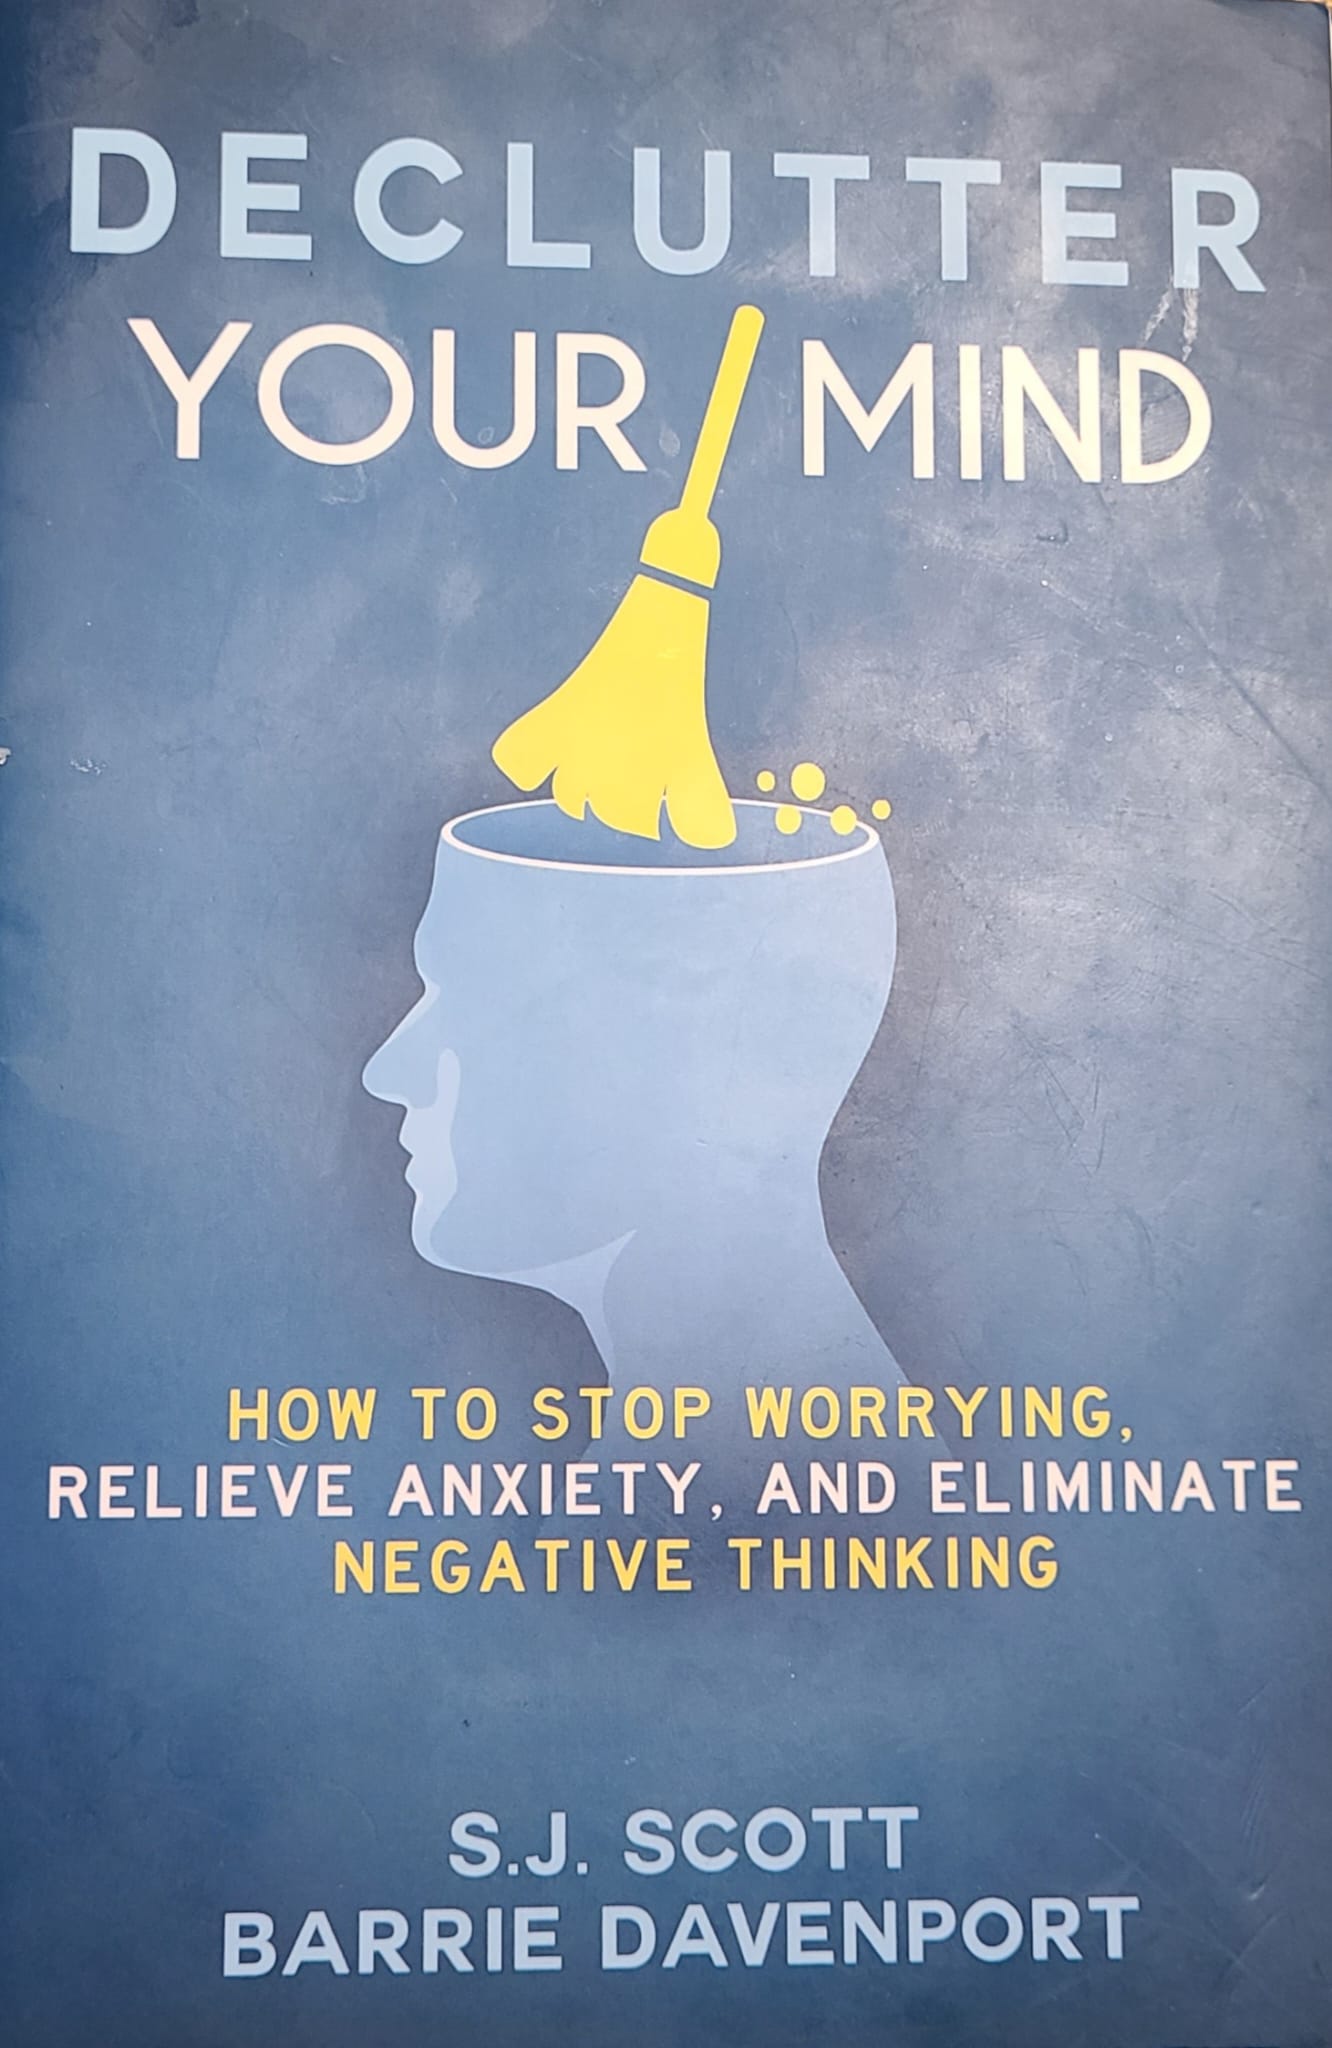 DECLUTTER
YOUR MIND
HOW TO STOP WORRYING,
RELIEVE ANXIETY, AND ELIMINATE
NEGATIVE THINKING
S.J. SCOTT
BARRIE DAVENPORT